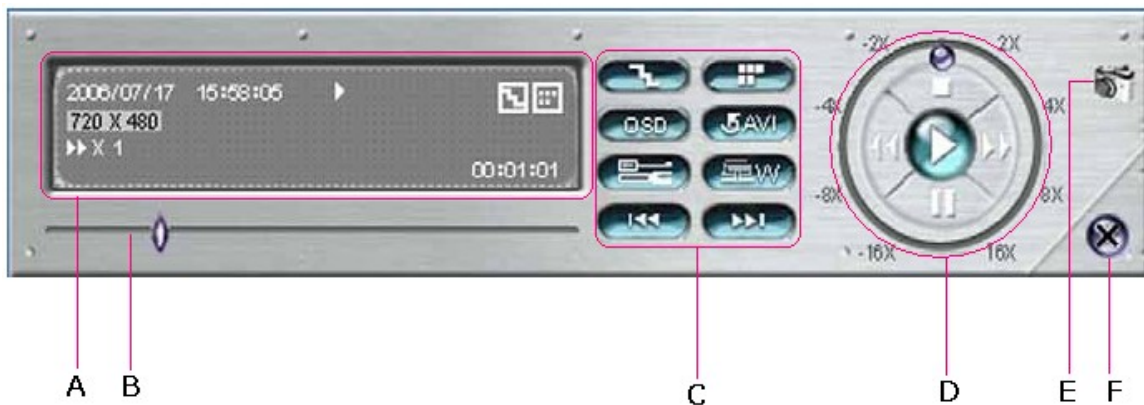 2006/07/17 15:58:05
720 X 480
X 1
00:01:01
OSD
AVI
W
-2X 2X
-4X 4X
-8X 8X
-16X 16X
A B C D E F